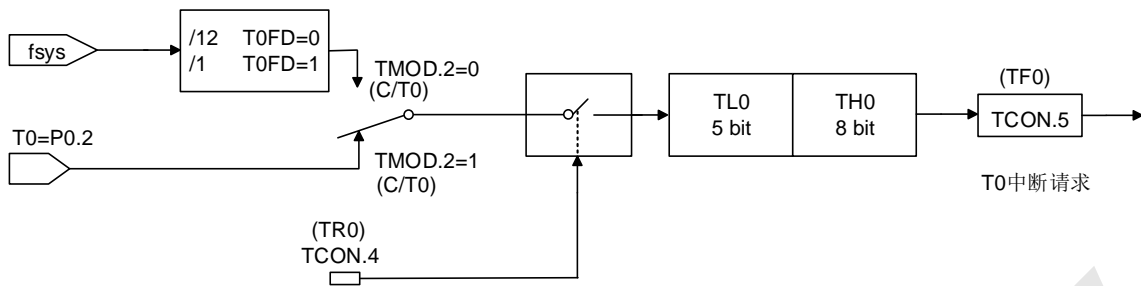 fsys
/12 T0FD=0
/1 T0FD=1
TMOD.2=0
(C/T0)
T0=P0.2
TMOD.2=1
(C/T0)
(TR0)
TCON.4
TL0
5 bit
TH0
8 bit
(TF0)
TCON.5
T0中断请求